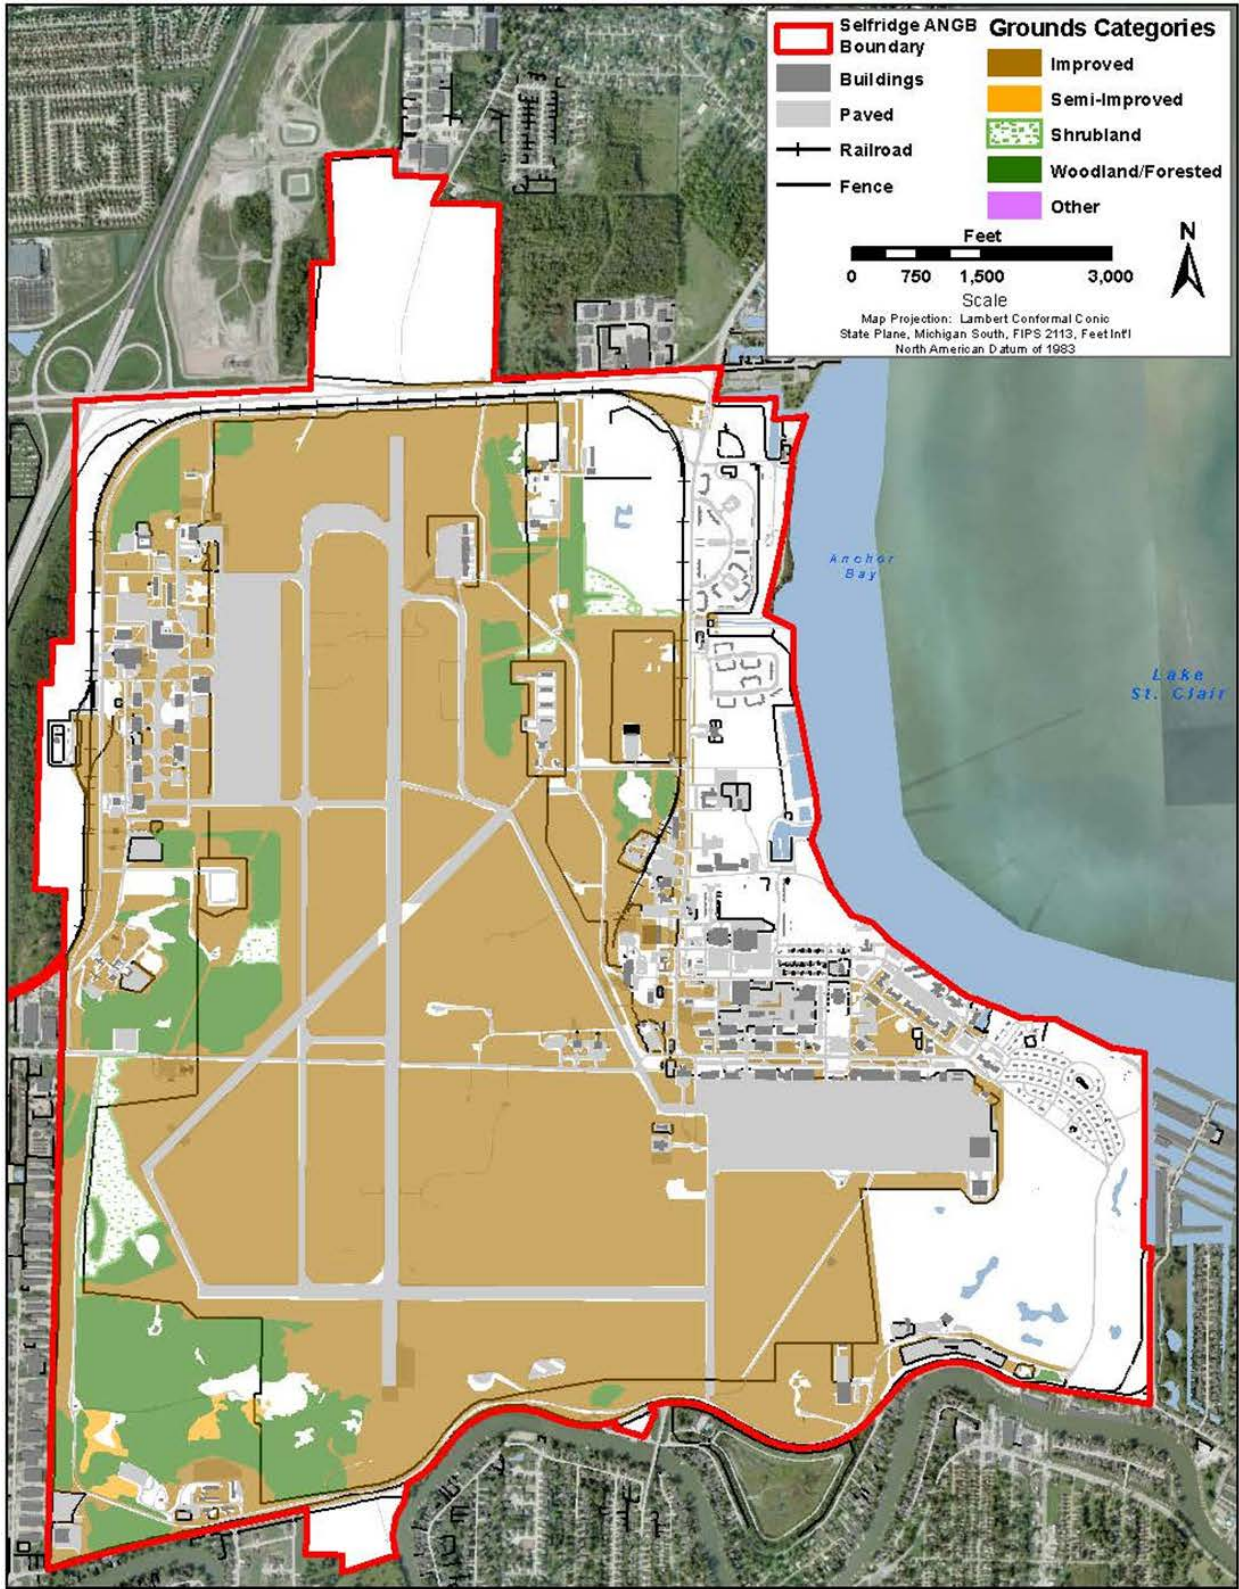 Selfridge ANGB
Boundary
Buildings
Paved
Railroad
Fence
Grounds Categories
Improved
Semi-Improved
Shrubland
Woodland/Forested
Other
Feet
0 750 1,500 3,000
Scale
N
Map Projection: Lambert Conformal Conic
State Plane, Michigan South, FIPS 2113, Feet Int'l
North American Datum of 1983
Anchor
Bay
Lake
St. Clair